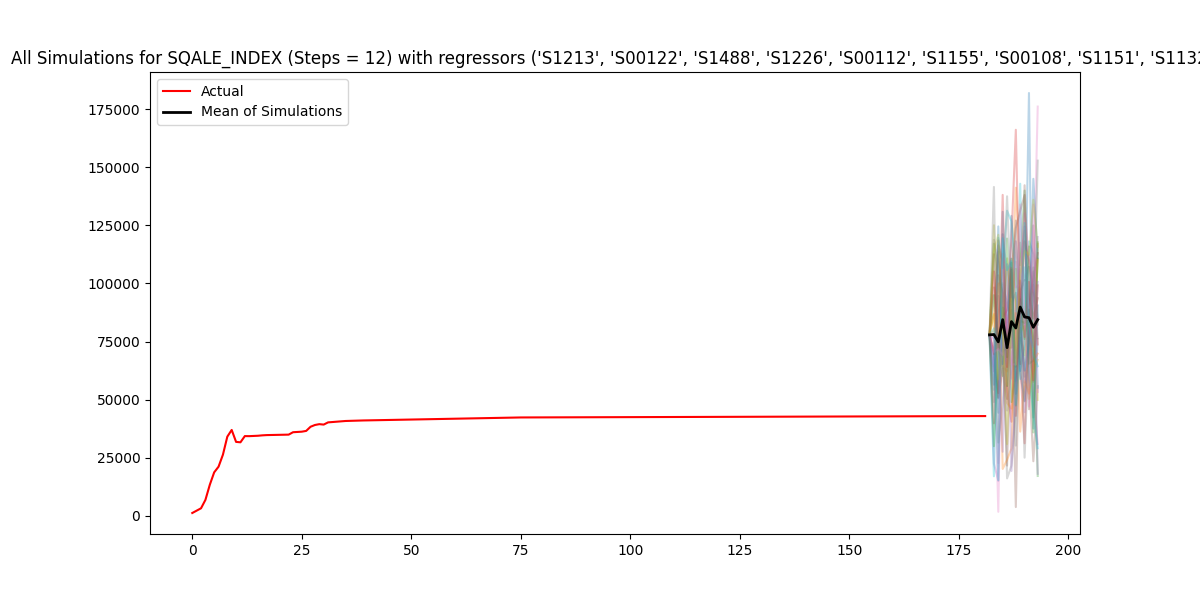 All Simulations for SQALE_INDEX (Steps = 12) with regressors ('S1213', 'S00122', 'S1488', 'S1226', 'S00112', 'S1155', 'S00108', 'S1151', 'S1132
Actual
Mean of Simulations
175000
150000
125000
100000
75000
50000
25000
0
0 25 50 75 100 125 150 175 200